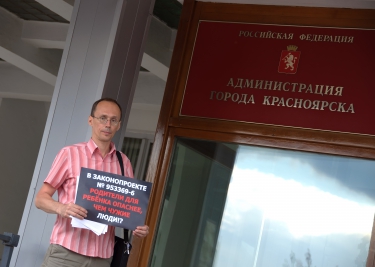 РОССИЙСКАЯ ФЕДЕРАЦИЯ
АДМИНИСТРАЦИЯ
ГОРОДА КРАСНОЯРСКА
В ЗАКОНОПРОЕКТЕ
№ 953369-6
РОДИТЕЛИ ДЛЯ
РЕБЁНКА ОПАСНЕЕ,
ЧЕМ ЧУЖИЕ
ЛЮДИ!?